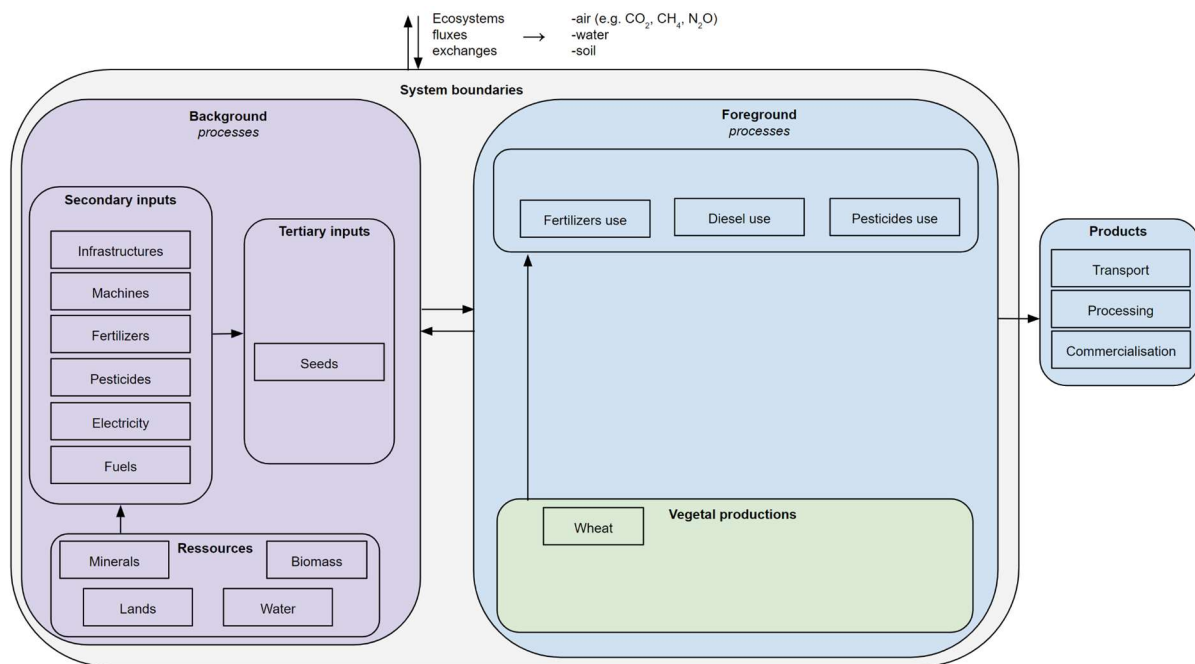 Ecosystems
fluxes
exchanges
-air (e.g. CO₂, CH₄, N₂O)
-water
-soil
System boundaries
Background
processes
Secondary inputs
Infrastructures
Machines
Fertilizers
Pesticides
Electricity
Fuels
Tertiary inputs
Seeds
Ressources
Minerals
Biomass
Lands
Water
Foreground
processes
Fertilizers use
Diesel use
Pesticides use
Vegetal productions
Wheat
Products
Transport
Processing
Commercialisation